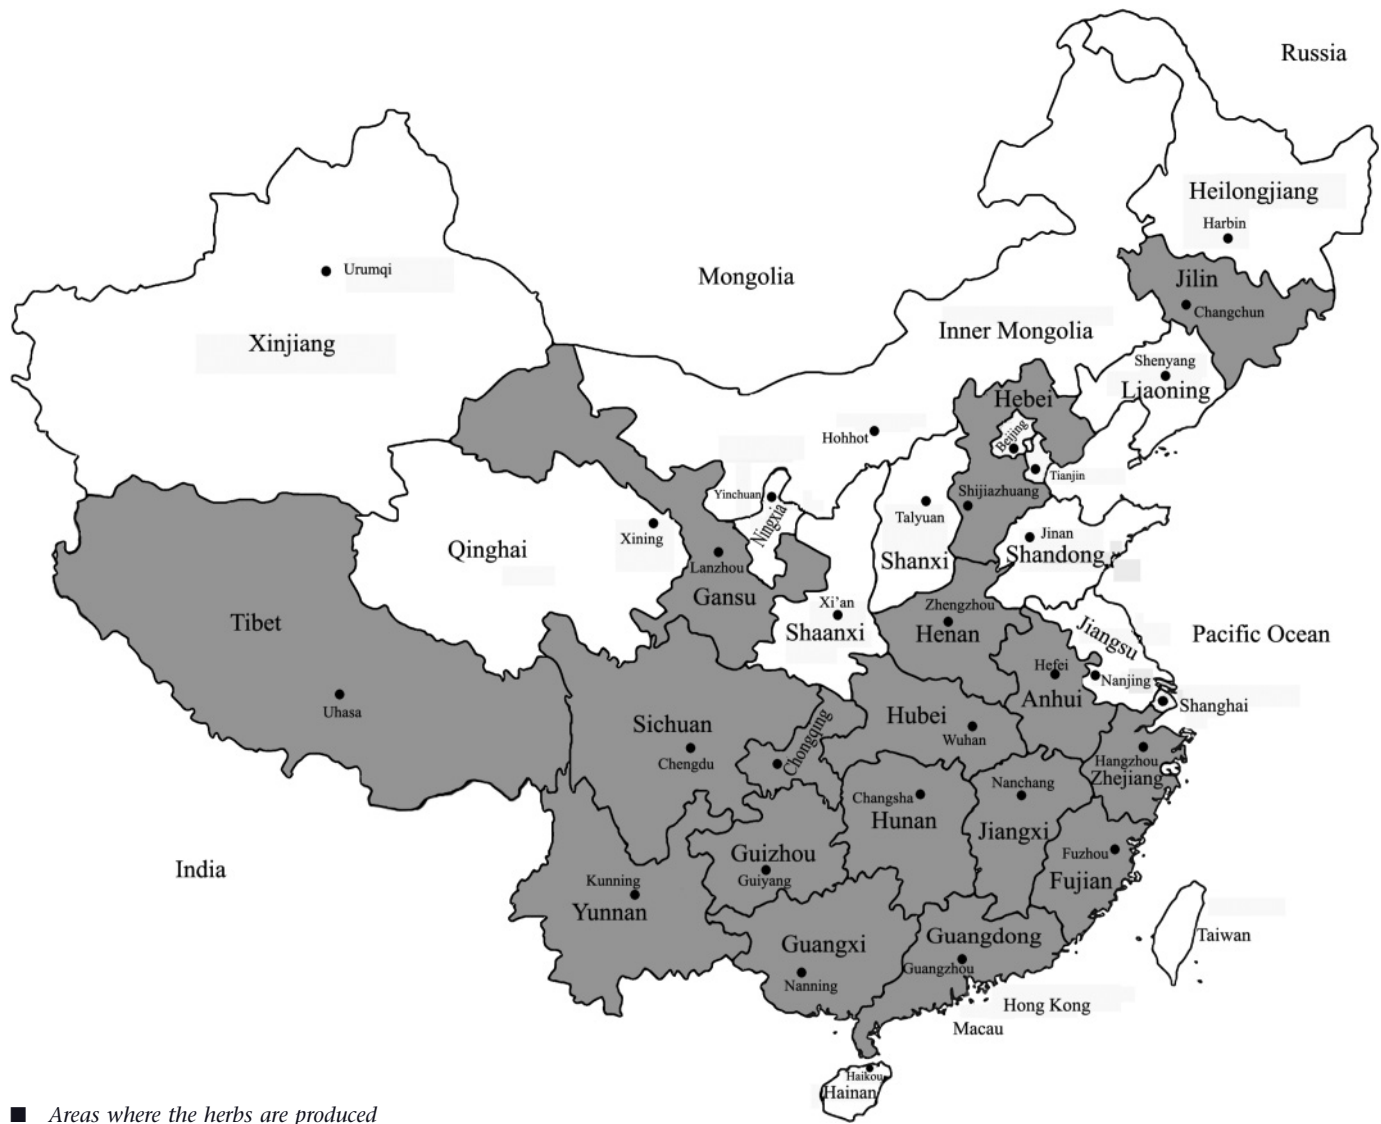 Russia
Heilongjiang
Harbin
Urumqi
Mongolia
Jilin
Changchun
Inner Mongolia
Xinjiang
Shenyang
Liaoning
Hebei
Beijing
Hohhot
Tianjin
Yinchuan
Shijiazhuang
Talyuan
Ningxia
Jinan
Xining
Qinghai
Shandong
Shanxi
Lanzhou
Gansu
Xi'an
Zhengzhou
Tibet
Shaanxi
Henan
Jiangsu
Pacific Ocean
Hefei
Nanjing
Anhui
Shanghai
Uhasa
Sichuan
Hubei
Chongqing
Wuhan
Chengdu
Hangzhou
Zhejiang
Nanchang
Changsha
Hunan
Jiangxi
Guizhou
Fuzhou
India
Guiyang
Kunning
Fujian
Yunnan
Guangxi
Guangdong
Taiwan
Guangzhou
Nanning
Hong Kong
Macau
Haikou
Hainan
Areas where the herbs are produced